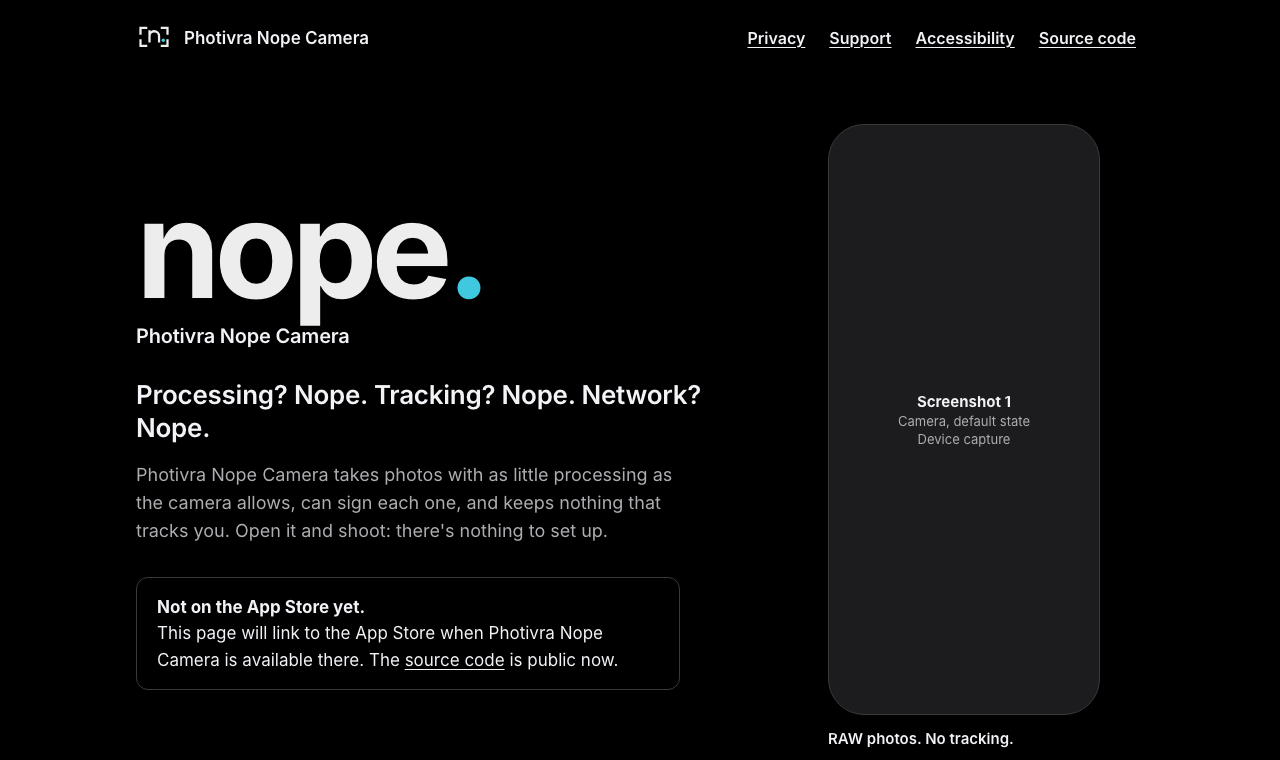 n.
Photivra Nope Camera
Privacy Support Accessibility Source code
nope.
Photivra Nope Camera
Processing? Nope. Tracking? Nope. Network?
Nope.
Photivra Nope Camera takes photos with as little processing as
the camera allows, can sign each one, and keeps nothing that
tracks you. Open it and shoot: there's nothing to set up.
Not on the App Store yet.
This page will link to the App Store when Photivra Nope
Camera is available there. The source code is public now.
Screenshot 1
Camera, default state
Device capture
RAW photos. No tracking.